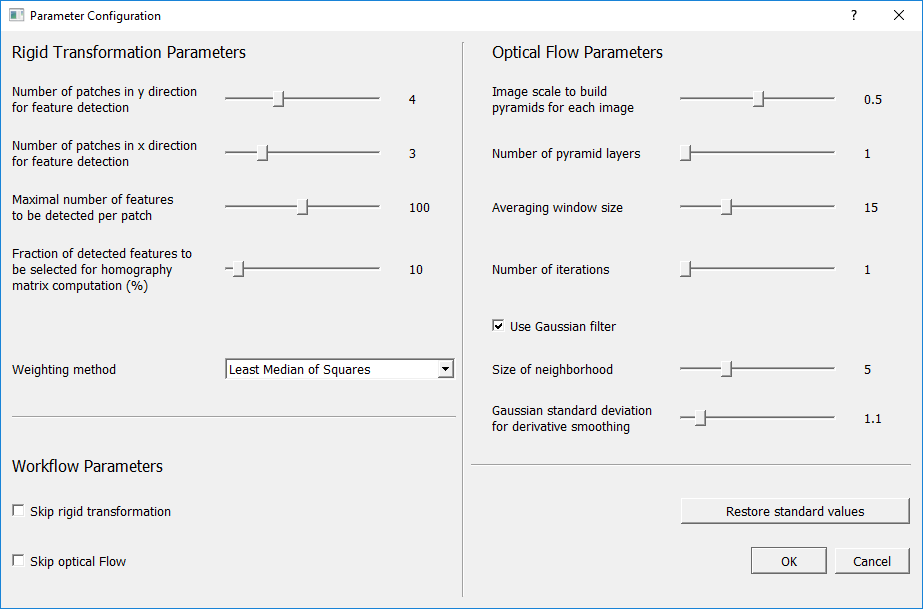 Parameter Configuration
?
Rigid Transformation Parameters
Number of patches in y direction
for feature detection
4
Number of patches in x direction
for feature detection
3
Maximal number of features
to be detected per patch
100
Fraction of detected features to
be selected for homography
matrix computation (%)
10
Weighting method
Least Median of Squares
Workflow Parameters
Skip rigid transformation
Skip optical Flow
Optical Flow Parameters
Image scale to build
pyramids for each image
0.5
Number of pyramid layers
1
Averaging window size
15
Number of iterations
1
Use Gaussian filter
Size of neighborhood
5
Gaussian standard deviation
for derivative smoothing
1.1
Restore standard values
OK
Cancel